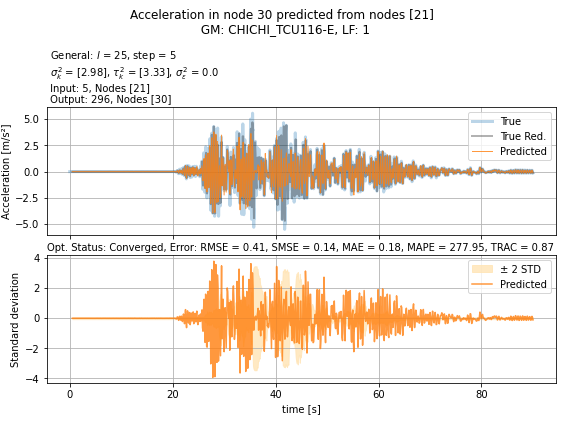 Acceleration in node 30 predicted from nodes [21]
GM: CHICHI_TCU116-E, LF: 1
General: l = 25, step = 5
σ²ₖ = [2.98], τ²ₖ = [3.33], σ²ε = 0.0
Input: 5, Nodes [21]
Output: 296, Nodes [30]
Acceleration [m/s²]
5.0
2.5
0.0
−2.5
−5.0
True
True Red.
Predicted
Opt. Status: Converged, Error: RMSE = 0.41, SMSE = 0.14, MAE = 0.18, MAPE = 277.95, TRAC = 0.87
Standard deviation
4
2
0
−2
−4
± 2 STD
Predicted
0
20
40
60
80
time [s]